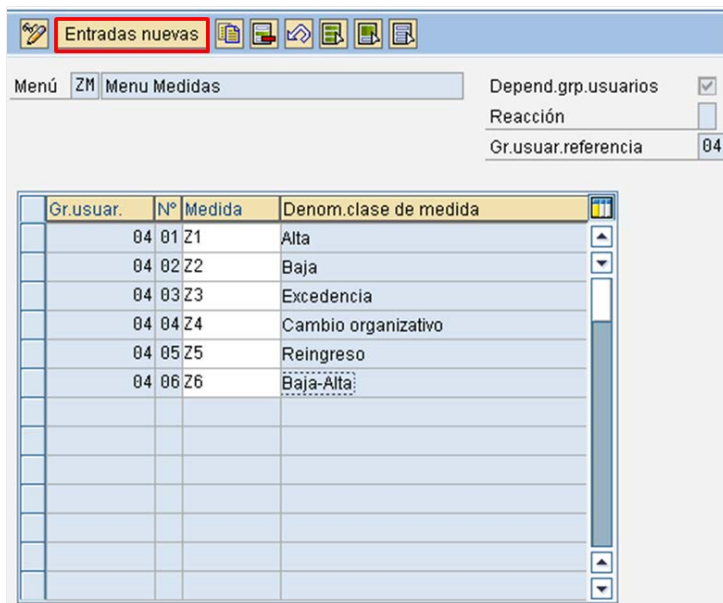 Entradas nuevas
Menú ZM Menu Medidas Depend.grp.usuarios
Reacción
Gr.usuar.referencia 04
Gr.usuar. Nº Medida Denom.clase de medida
04 01 Z1 Alta
04 02 Z2 Baja
04 03 Z3 Excedencia
04 04 Z4 Cambio organizativo
04 05 Z5 Reingreso
04 06 Z6 Baja-Alta